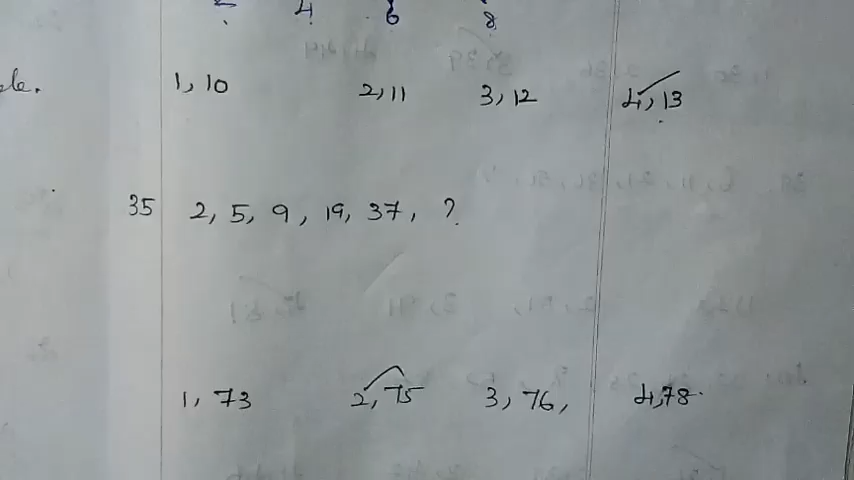 2 4 6 8
le. 1, 10 2, 11 3, 12 4, 13
35 2, 5, 9, 19, 37, ?
1, 73 2, 75 3, 76, 4, 78.